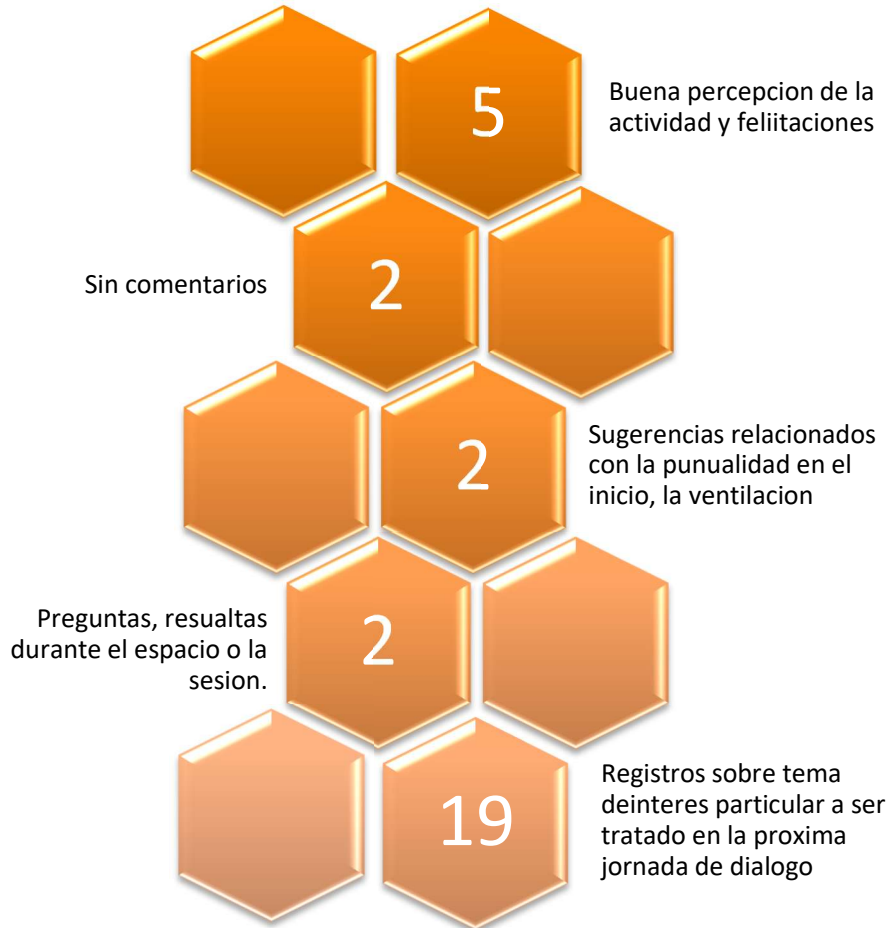 5
Buena percepcion de la
actividad y feliitaciones
Sin comentarios
2
2
Sugerencias relacionados
con la punualidad en el
inicio, la ventilacion
Preguntas, resualtas
durante el espacio o la
sesion.
2
19
Registros sobre tema
deinteres particular a ser
tratado en la proxima
jornada de dialogo